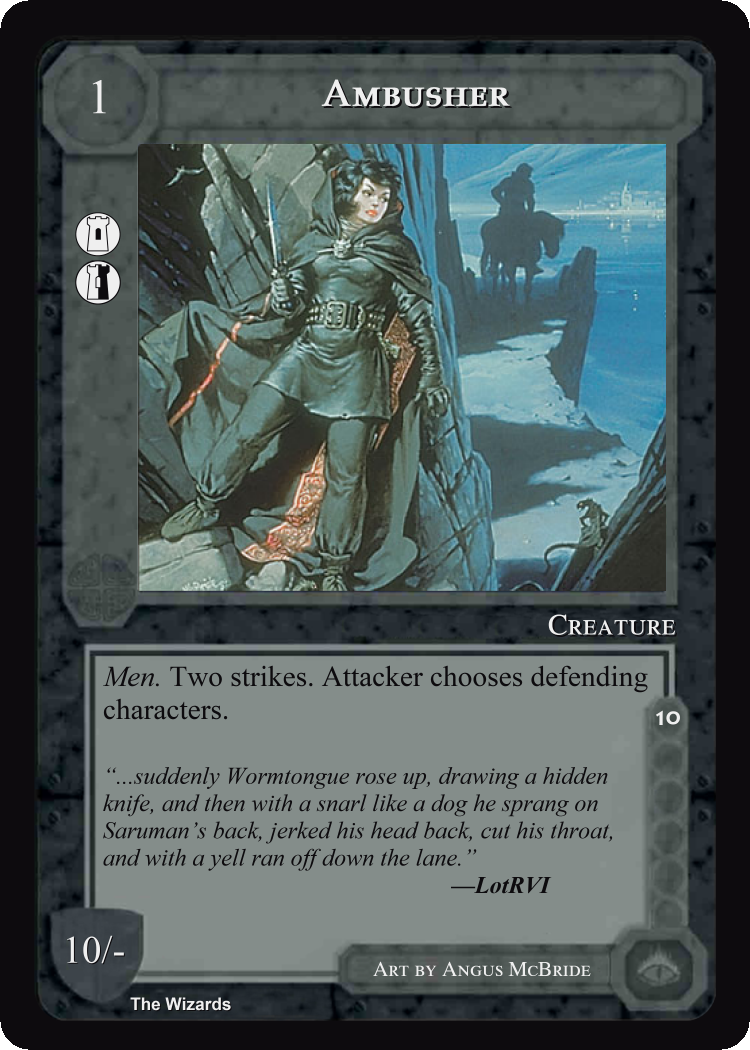 1
AMBUSHER
CREATURE
Men. Two strikes. Attacker chooses defending
characters.
10
“...suddenly Wormtongue rose up, drawing a hidden
knife, and then with a snarl like a dog he sprang on
Saruman’s back, jerked his head back, cut his throat,
and with a yell ran off down the lane.”
—LotRVI
10/-
ART BY ANGUS MCBRIDE
The Wizards